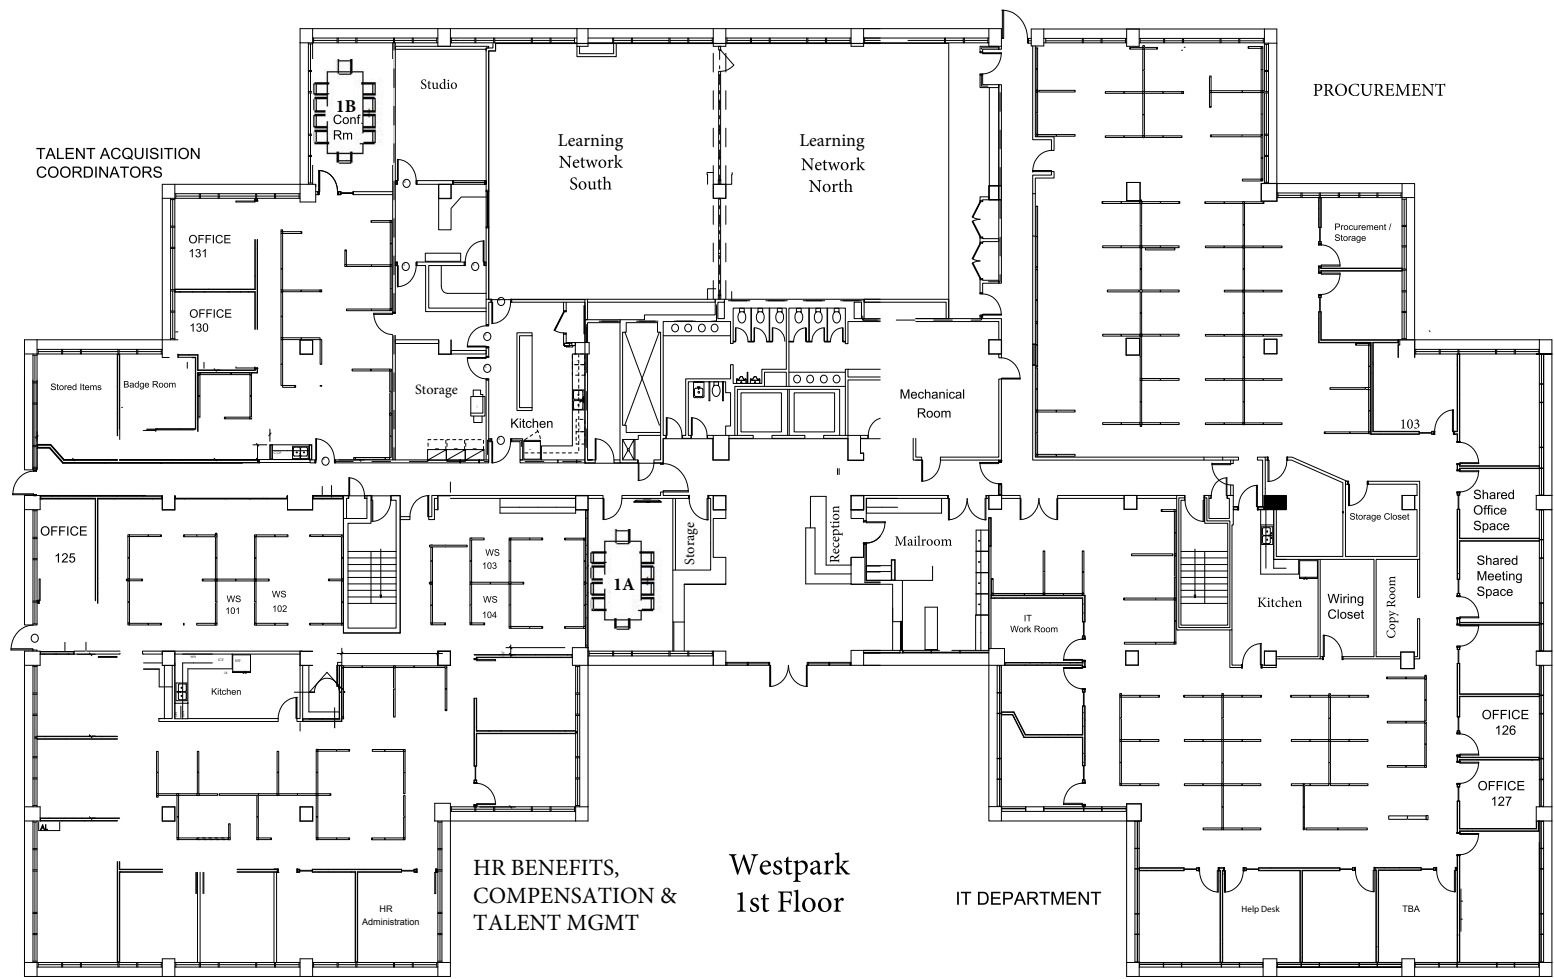 PROCUREMENT
TALENT ACQUISITION
COORDINATORS
1B
Conf.
Rm
Studio
Learning
Network
South
Learning
Network
North
OFFICE
131
OFFICE
130
Procurement /
Storage
Stored Items
Badge Room
Storage
Kitchen
Mechanical
Room
103
OFFICE
125
WS
101
WS
102
WS
103
WS
104
1A
Storage
Reception
Mailroom
Storage Closet
Shared
Office
Space
Shared
Meeting
Space
IT
Work Room
Kitchen
Wiring
Closet
Copy Room
Kitchen
OFFICE
126
OFFICE
127
HR
Administration
HR BENEFITS,
COMPENSATION &
TALENT MGMT
Westpark
1st Floor
IT DEPARTMENT
Help Desk
TBA